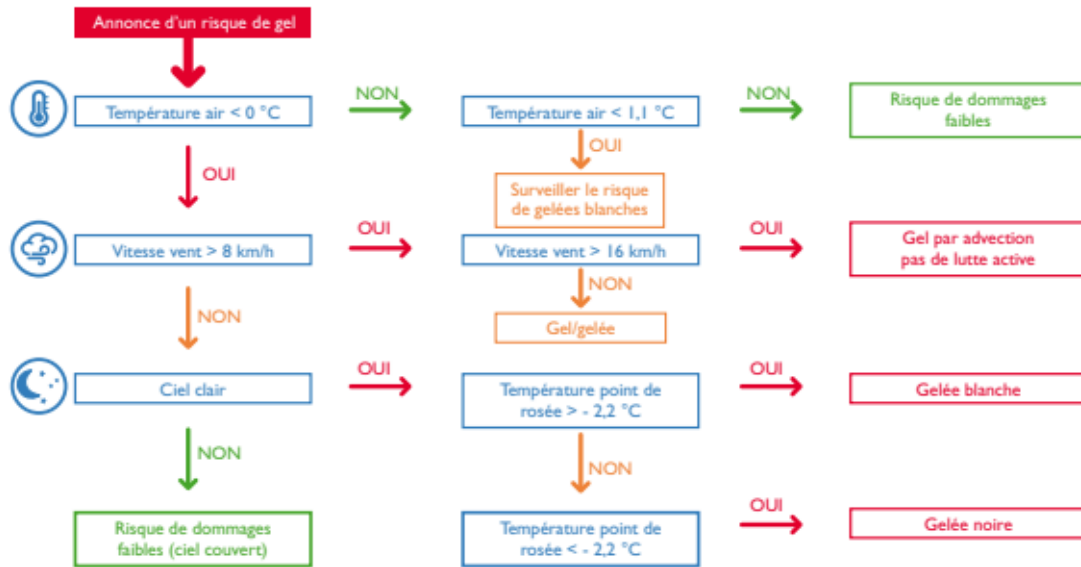 Annonce d'un risque de gel
Température air < 0 °C
NON
Température air < 1,1 °C
NON
Risque de dommages
faibles
OUI
OUI
Surveiller le risque
de gelées blanches
Vitesse vent > 8 km/h
OUI
Vitesse vent > 16 km/h
OUI
Gel par advection
pas de lutte active
NON
NON
Gel/gelée
Ciel clair
OUI
Température point de
rosée > - 2,2 °C
OUI
Gelée blanche
NON
NON
Risque de dommages
faibles (ciel couvert)
Température point de
rosée < - 2,2 °C
OUI
Gelée noire